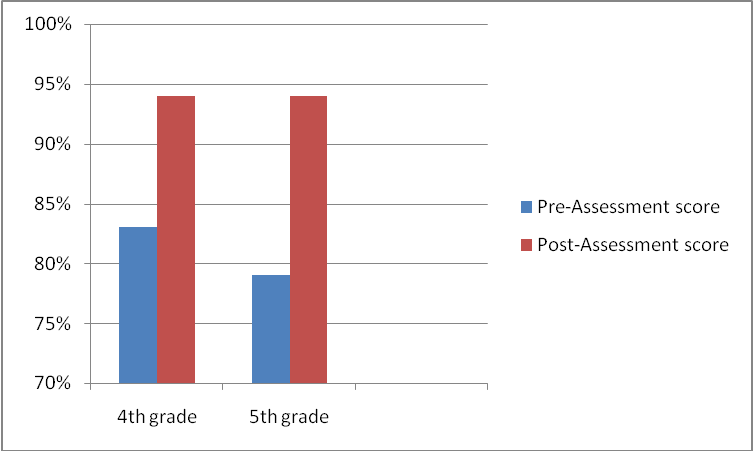 100%
95%
90%
85%
80%
75%
70%
4th grade
5th grade
Pre-Assessment score
Post-Assessment score